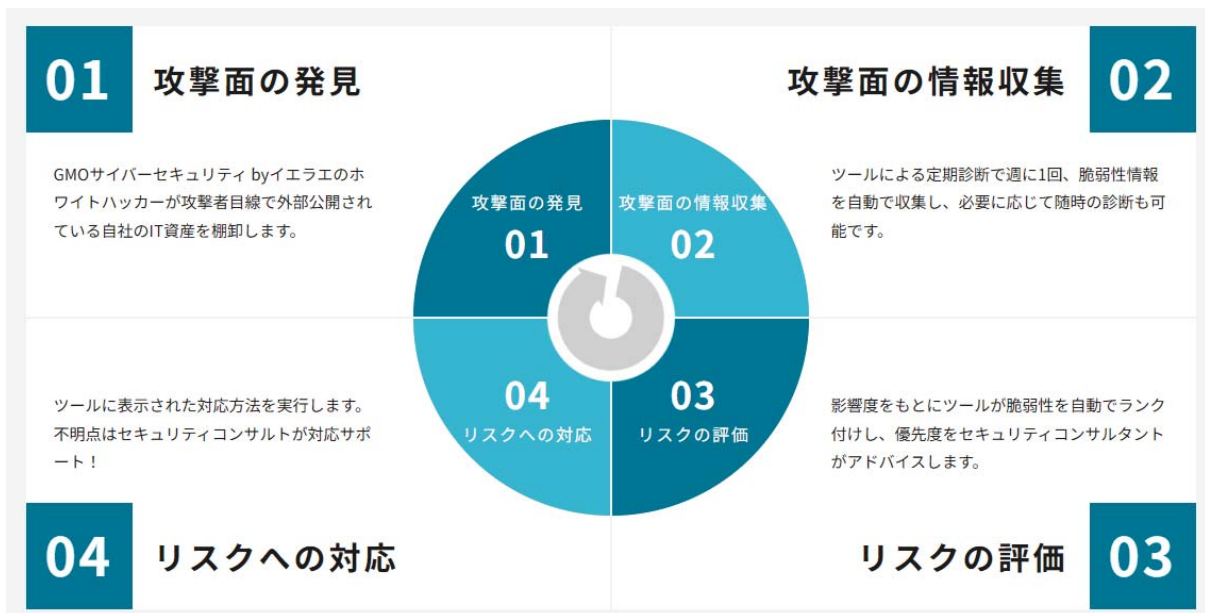 01
攻撃面の発見
GMOサイバーセキュリティ byイエラエのホ
ワイトハッカーが攻撃者目線で外部公開され
ている自社のIT資産を棚卸します。
攻撃面の情報収集
02
ツールによる定期診断で週に1回、脆弱性情報
を自動で収集し、必要に応じて随時の診断も可
能です。
攻撃面の発見
01
攻撃面の情報収集
02
04
リスクへの対応
03
リスクの評価
ツールに表示された対応方法を実行します。
不明点はセキュリティコンサルトが対応サポ
ート！
04
リスクへの対応
影響度をもとにツールが脆弱性を自動でランク
付けし、優先度をセキュリティコンサルタント
がアドバイスします。
リスクの評価
03